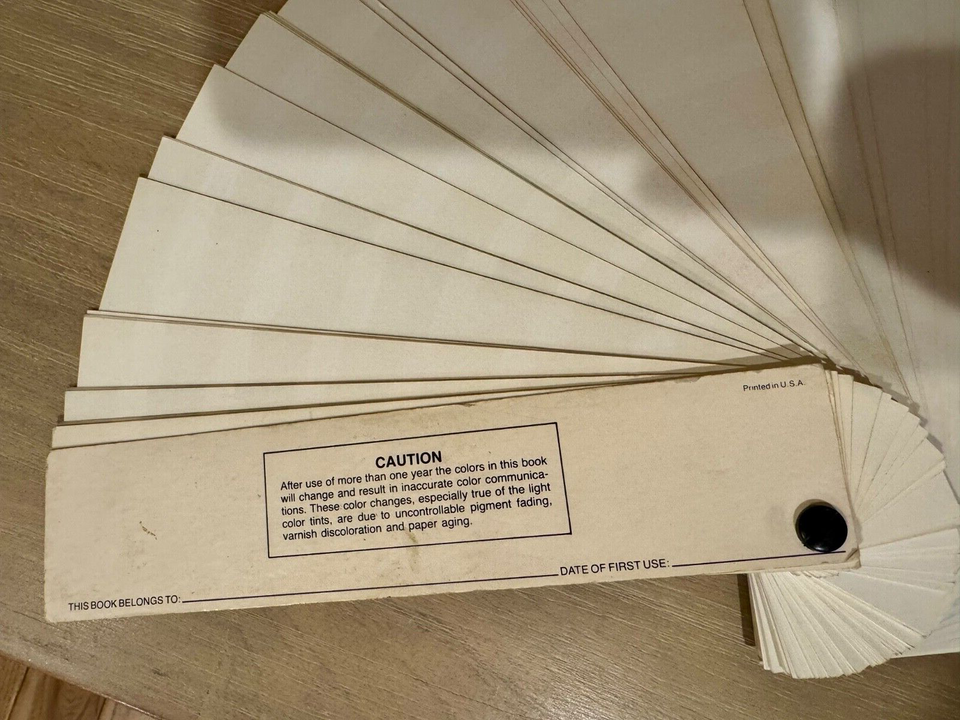 Printed in U.S.A.
CAUTION
After use of more than one year the colors in this book
will change and result in inaccurate color communica-
tions. These color changes, especially true of the light
color tints, are due to uncontrollable pigment fading,
varnish discoloration and paper aging.
THIS BOOK BELONGS TO: DATE OF FIRST USE: